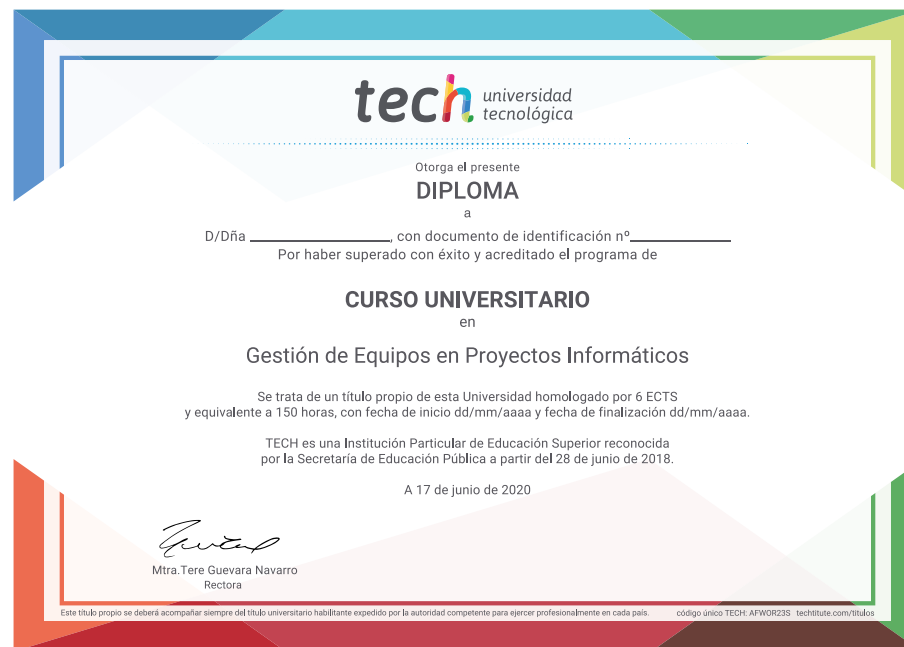 tech universidad
tecnológica
Otorga el presente
DIPLOMA
a
D/Dña ____________________, con documento de identificación nº______________
Por haber superado con éxito y acreditado el programa de
CURSO UNIVERSITARIO
en
Gestión de Equipos en Proyectos Informáticos
Se trata de un título propio de esta Universidad homologado por 6 ECTS
y equivalente a 150 horas, con fecha de inicio dd/mm/aaaa y fecha de finalización dd/mm/aaaa.
TECH es una Institución Particular de Educación Superior reconocida
por la Secretaría de Educación Pública a partir del 28 de junio de 2018.
A 17 de junio de 2020
Mtra.Tere Guevara Navarro
Rectora
Este título propio se deberá acompañar siempre del título universitario habilitante expedido por la autoridad competente para ejercer profesionalmente en cada país. código único TECH: AFWOR23S techtitute.com/titulos